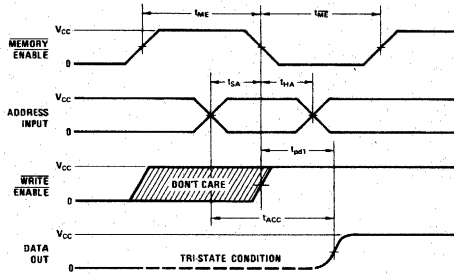 tME
tME
VCC
MEMORY
ENABLE
0
tSA
tHA
VCC
ADDRESS
INPUT
0
tpd1
VCC
WRITE
ENABLE
DON'T CARE
0
tACC
VCC
DATA
OUT
TRI-STATE CONDITION
0